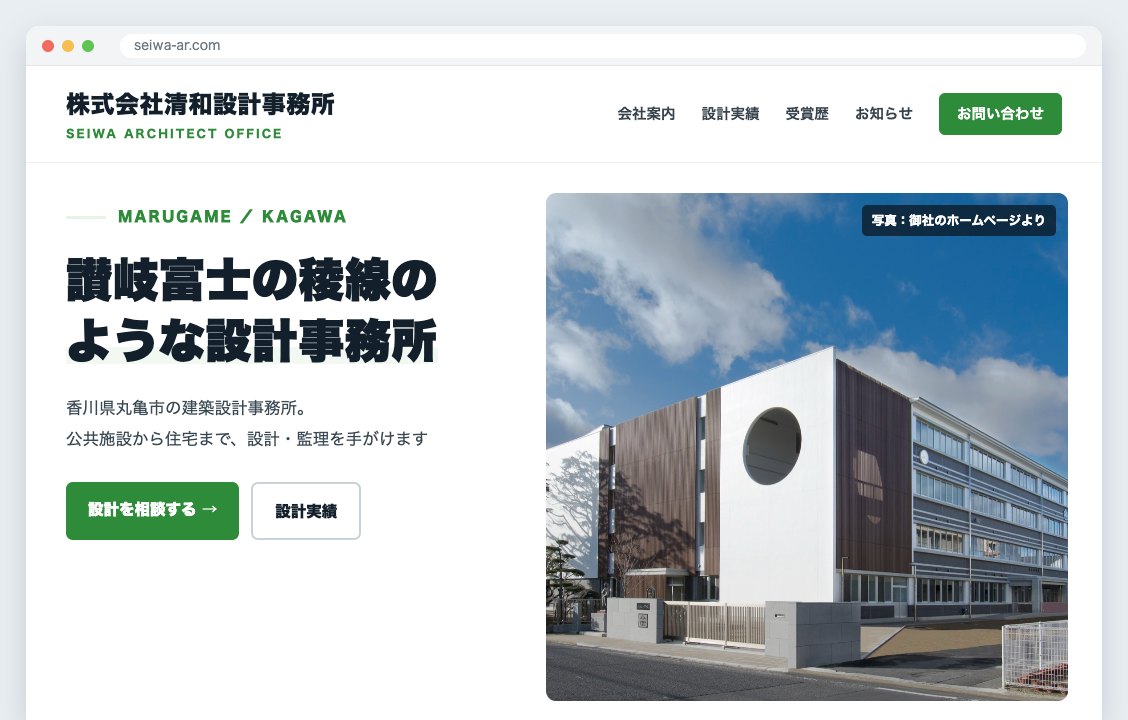 seiwa-ar.com
株式会社清和設計事務所
SEIWA ARCHITECT OFFICE
会社案内 設計実績 受賞歴 お知らせ お問い合わせ
MARUGAME ／ KAGAWA
讃岐富士の稜線の
ような設計事務所
香川県丸亀市の建築設計事務所。
公共施設から住宅まで、設計・監理を手がけます
設計を相談する → 設計実績
写真：御社のホームページより